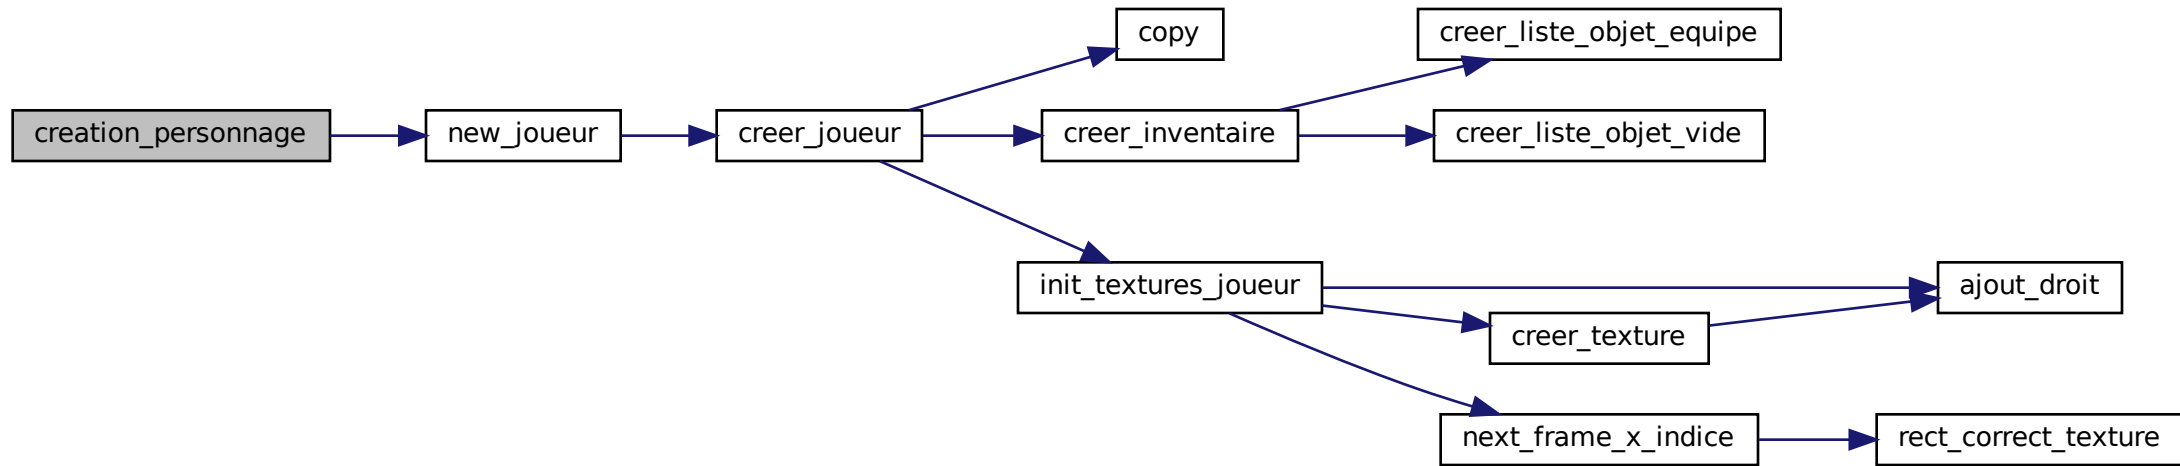 copy
creer_liste_objet_equipe
creation_personnage
new_joueur
creer_joueur
creer_inventaire
creer_liste_objet_vide
init_textures_joueur
ajout_droit
creer_texture
next_frame_x_indice
rect_correct_texture